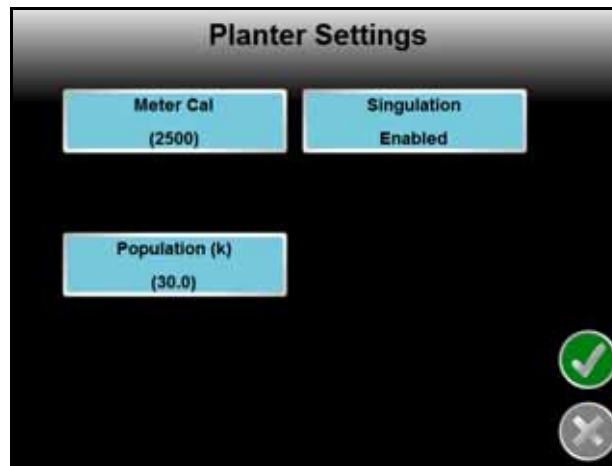 Planter Settings
Meter Cal
(2500)
Singulation
Enabled
Population (k)
(30.0)